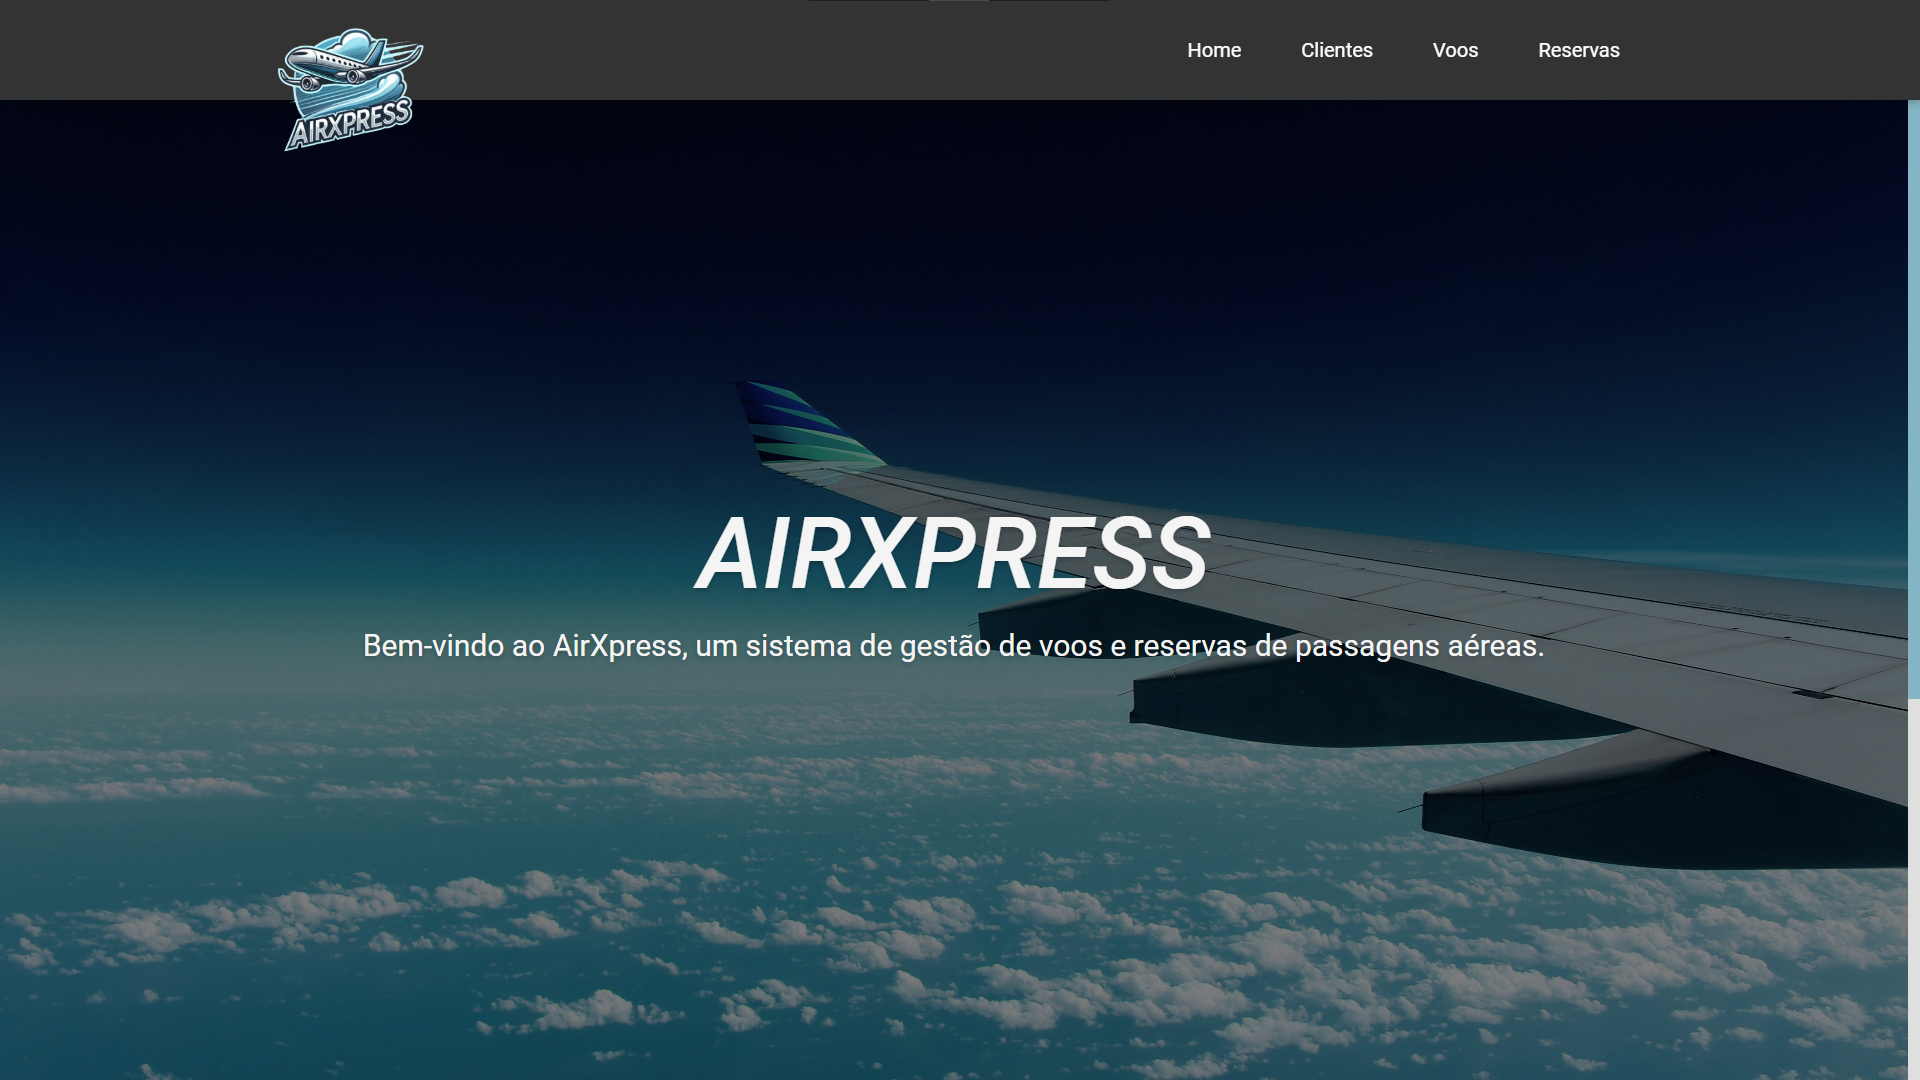 AIRXPRESS
Home
Clientes
Voos
Reservas
AIRXPRESS
Bem-vindo ao AirXpress, um sistema de gestão de voos e reservas de passagens aéreas.